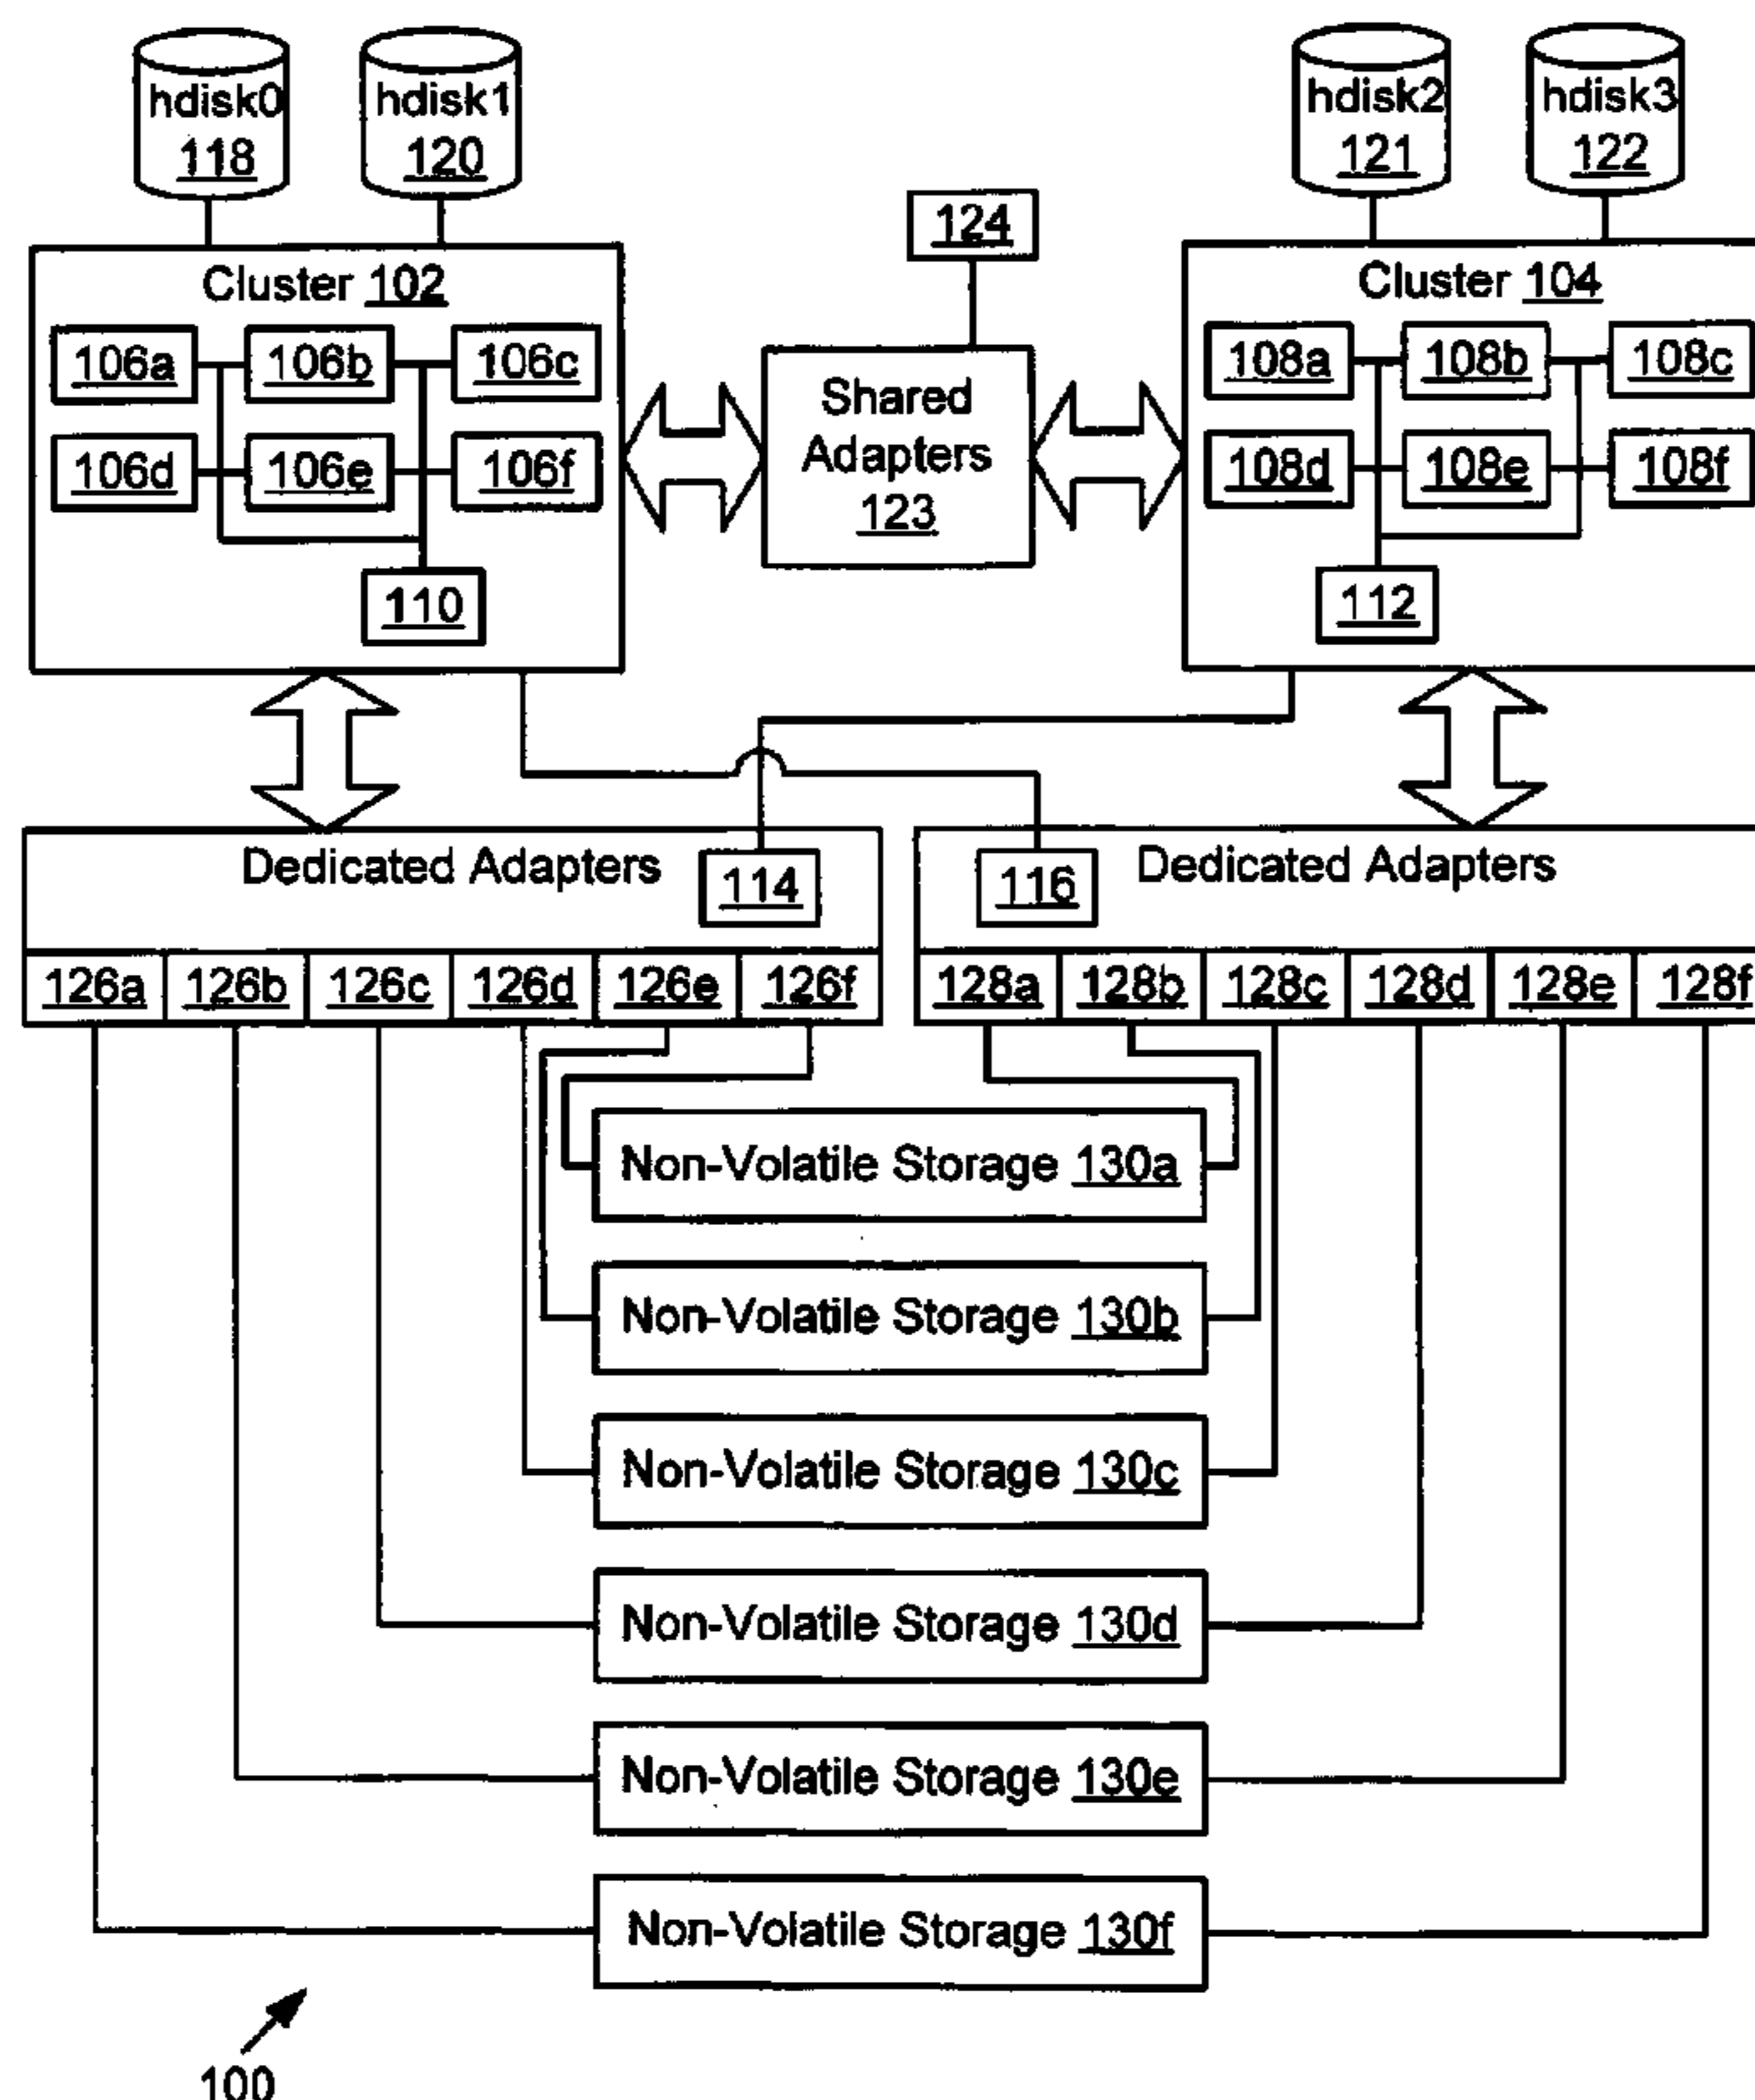 hdisk0
118
hdisk1
120
hdisk2
121
hdisk3
122
124
Cluster 102
106a 106b 106c
106d 106e 106f
110
Shared
Adapters
123
Cluster 104
108a 108b 108c
108d 108e 108f
112
Dedicated Adapters 114
126a 126b 126c 126d 126e 126f
116 Dedicated Adapters
128a 128b 128c 128d 128e 128f
Non-Volatile Storage 130a
Non-Volatile Storage 130b
Non-Volatile Storage 130c
Non-Volatile Storage 130d
Non-Volatile Storage 130e
Non-Volatile Storage 130f
100